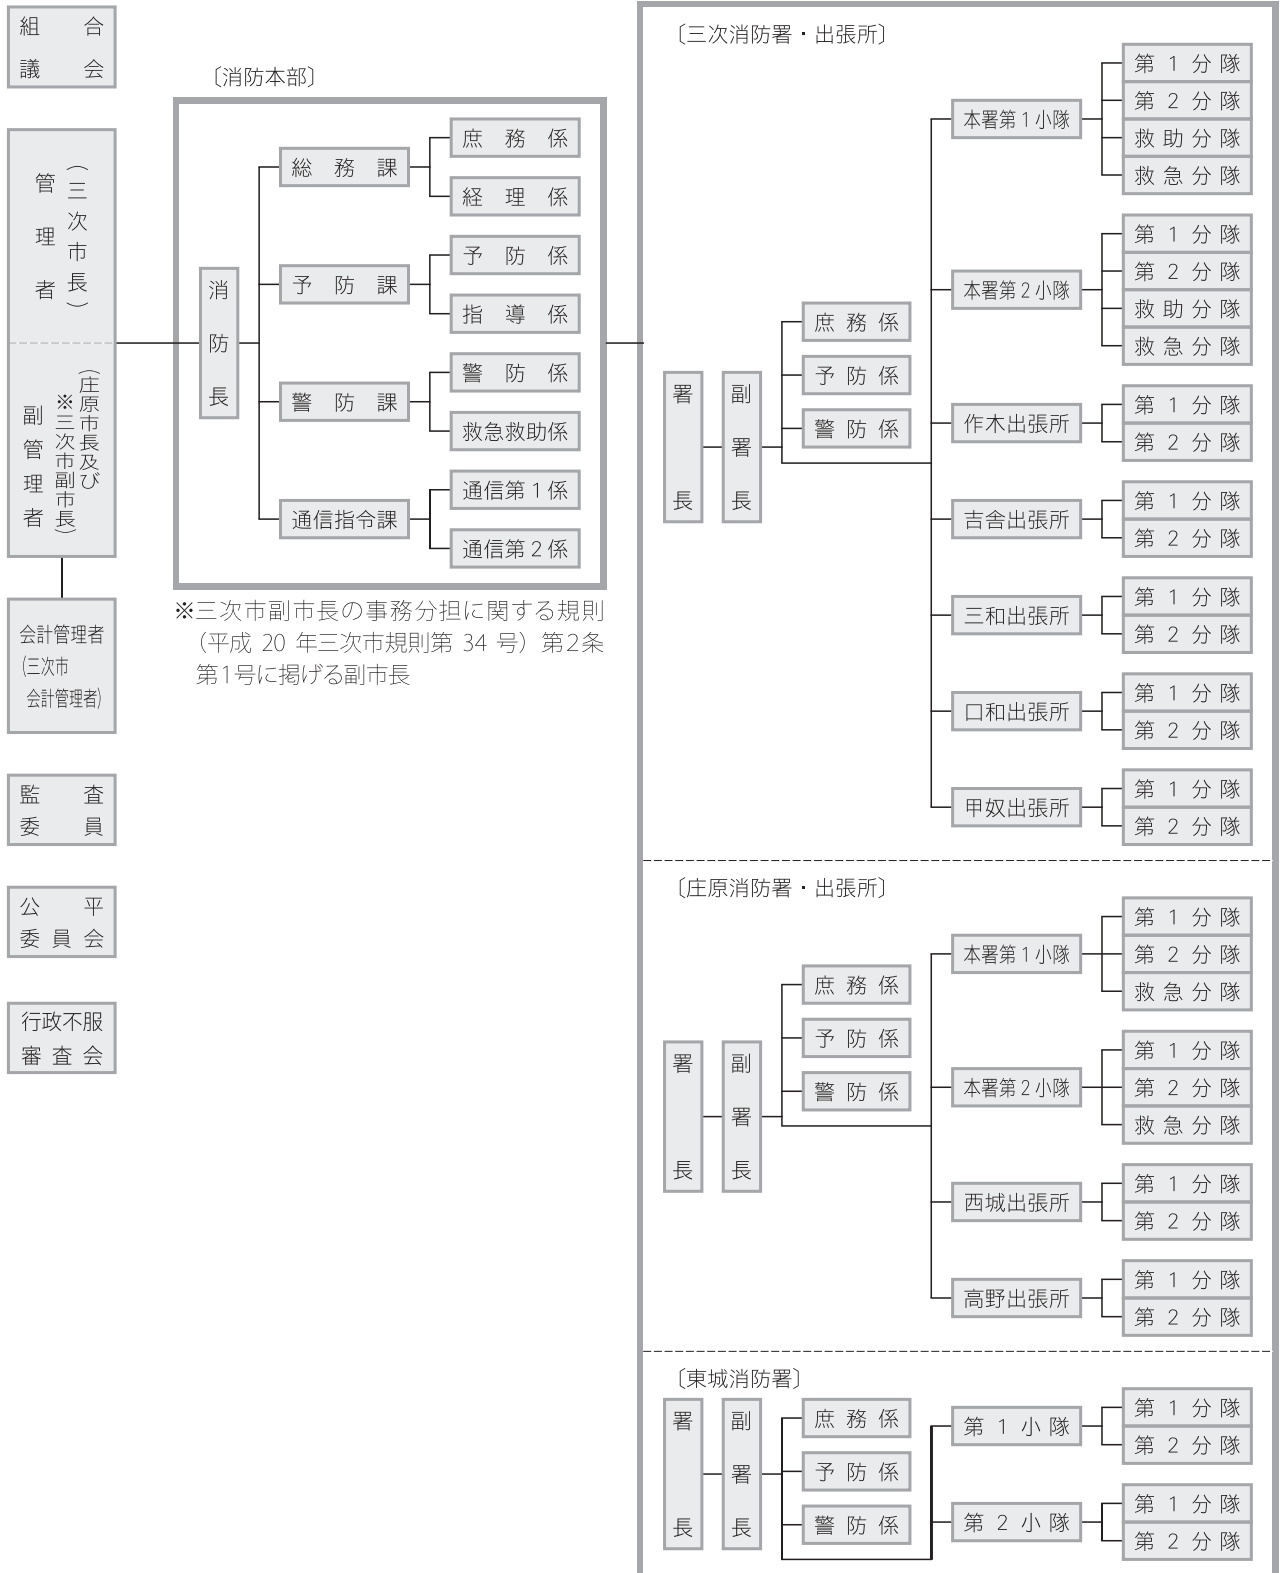 組合
議会
管理者
（三次市長）
副管理者
（庄原市長及び
※三次市副市長）
会計管理者
(三次市
会計管理者)
監査
委員
公平
委員会
行政不服
審査会
〔消防本部〕
消防長
総務課
庶務係
経理係
予防課
予防係
指導係
警防課
警防係
救急救助係
通信指令課
通信第1係
通信第2係
※三次市副市長の事務分担に関する規則
（平成 20 年三次市規則第 34 号）第2条
第1号に掲げる副市長
〔三次消防署・出張所〕
署長
副署長
庶務係
予防係
警防係
本署第1小隊
第1分隊
第2分隊
救助分隊
救急分隊
本署第2小隊
第1分隊
第2分隊
救助分隊
救急分隊
作木出張所
第1分隊
第2分隊
吉舎出張所
第1分隊
第2分隊
三和出張所
第1分隊
第2分隊
口和出張所
第1分隊
第2分隊
甲奴出張所
第1分隊
第2分隊
〔庄原消防署・出張所〕
署長
副署長
庶務係
予防係
警防係
本署第1小隊
第1分隊
第2分隊
救急分隊
本署第2小隊
第1分隊
第2分隊
救急分隊
西城出張所
第1分隊
第2分隊
高野出張所
第1分隊
第2分隊
〔東城消防署〕
署長
副署長
庶務係
予防係
警防係
第1小隊
第1分隊
第2分隊
第2小隊
第1分隊
第2分隊